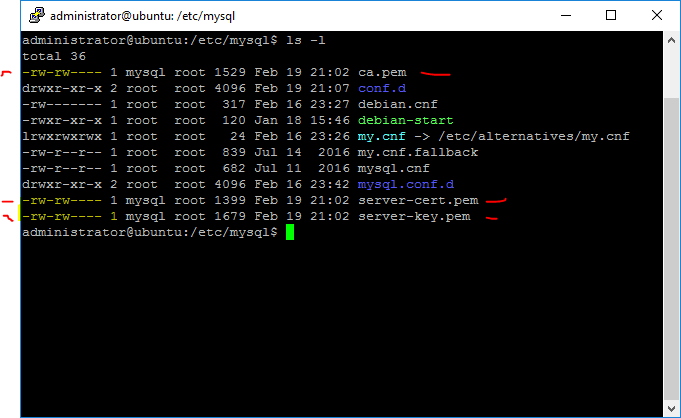 administrator@ubuntu: /etc/mysql
administrator@ubuntu:/etc/mysql$ ls -l
total 36
-rw-rw---- 1 mysql root 1529 Feb 19 21:02 ca.pem
drwxr-xr-x 2 root  root 4096 Feb 19 21:07 conf.d
-rw------- 1 root  root  317 Feb 16 23:27 debian.cnf
-rwxr-xr-x 1 root  root  120 Jan 18 15:46 debian-start
lrwxrwxrwx 1 root  root   24 Feb 16 23:26 my.cnf -> /etc/alternatives/my.cnf
-rw-r--r-- 1 root  root  839 Jul 14  2016 my.cnf.fallback
-rw-r--r-- 1 root  root  682 Jul 11  2016 mysql.cnf
drwxr-xr-x 2 root  root 4096 Feb 16 23:42 mysql.conf.d
-rw-rw---- 1 mysql root 1399 Feb 19 21:02 server-cert.pem
-rw-rw---- 1 mysql root 1679 Feb 19 21:02 server-key.pem
administrator@ubuntu:/etc/mysql$